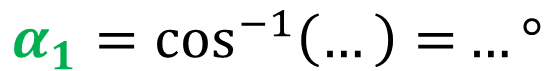 α₁ = cos⁻¹(…) = …°